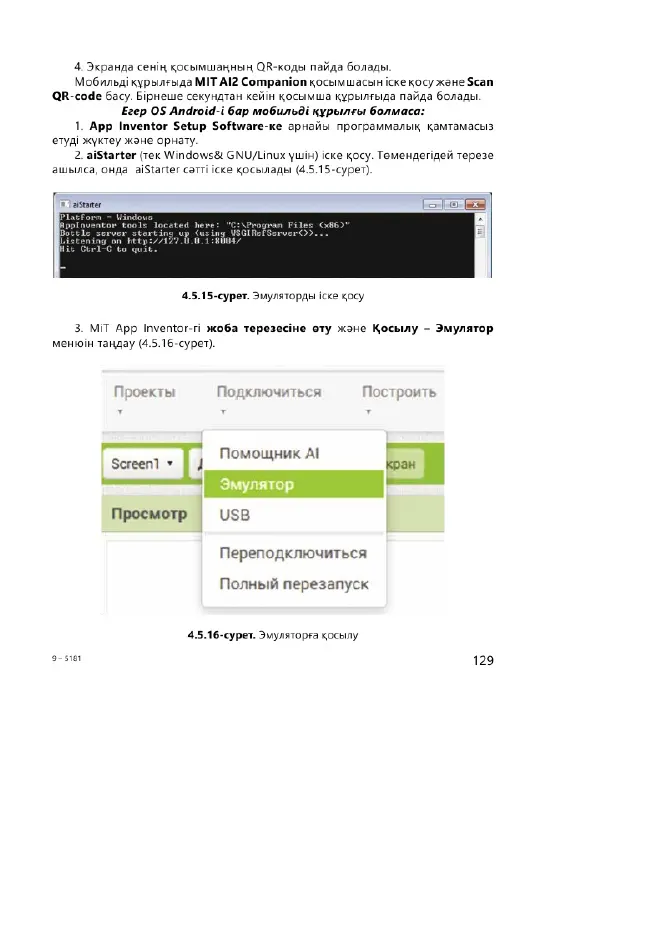 4. Экранда сенің қосымшаңның QR-коды пайда болады.
Мобильді құрылғыда MIT AI2 Companion қосымшасын іске қосу және Scan
QR-code басу. Бірнеше секундтан кейін қосымша құрылғыда пайда болады.
Егер OS Android-і бар мобильді құрылғы болмаса:
1. App Inventor Setup Software-ке арнайы программалық қамтамасыз
етуді жүктеу және орнату.
2. aiStarter (тек Windows& GNU/Linux үшін) іске қосу. Төмендегідей терезе
ашылса, онда aiStarter сәтті іске қосылады (4.5.15-сурет).
aiStarter
Platform = Windows
AppInventor tools located here: "C:\Program Files (x86)"
Bottle server starting up (using WSGIRefServer())...
Listening on http://127.0.0.1:8004/
Hit Ctrl-C to quit.
4.5.15-сурет. Эмуляторды іске қосу
3. MiT App Inventor-гі жоба терезесіне өту және Қосылу – Эмулятор
менюін таңдау (4.5.16-сурет).
Проекты Подключиться Построить
Screen1
Помощник AI
кран
Эмулятор
Просмотр
USB
Переподключиться
Полный перезапуск
4.5.16-сурет. Эмуляторға қосылу
9 – 5181
129